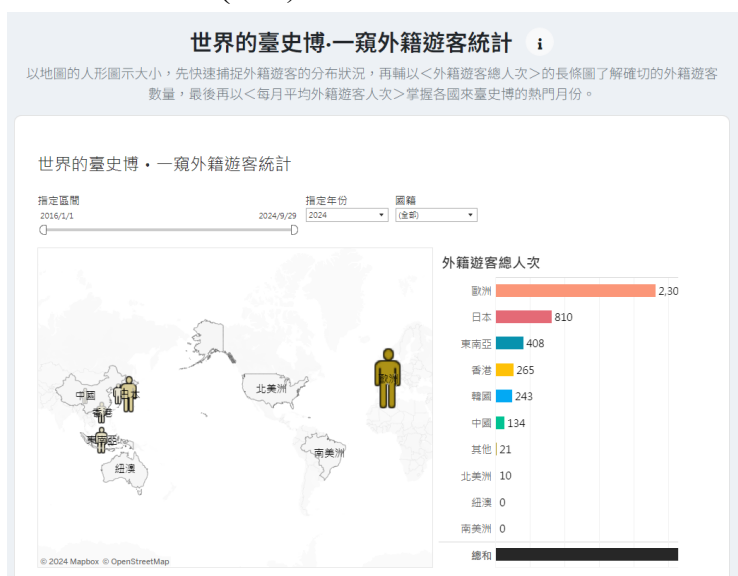 世界的臺史博·一窺外籍遊客統計 i
以地圖的人形圖示大小，先快速捕捉外籍遊客的分布狀況，再輔以＜外籍遊客總人次＞的長條圖了解確切的外籍遊客
數量，最後再以＜每月平均外籍遊客人次＞掌握各國來臺史博的熱門月份。
世界的臺史博·一窺外籍遊客統計
指定區間
2016/1/1
2024/9/29
指定年份
2024
國籍
(全部)
中國
日本
香港
東南亞
紐澳
北美洲
南美洲
歐洲
© 2024 Mapbox © OpenStreetMap
外籍遊客總人次
歐洲 2,30
日本 810
東南亞 408
香港 265
韓國 243
中國 134
其他 21
北美洲 10
紐澳 0
南美洲 0
總和